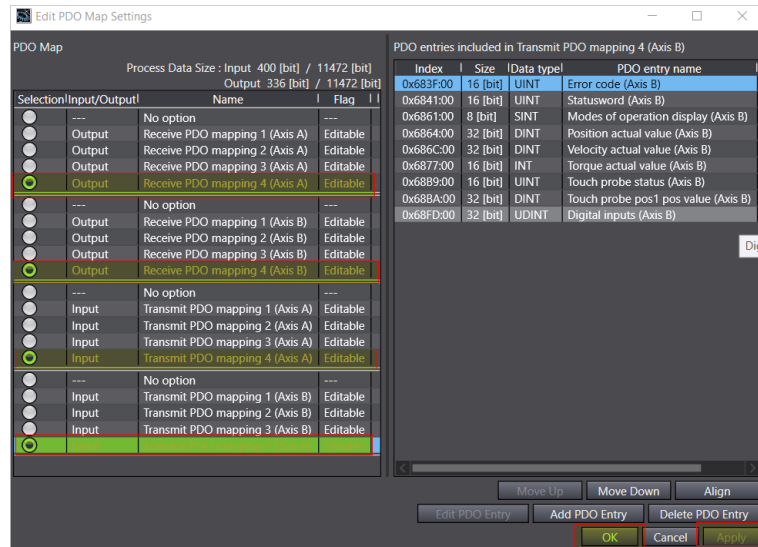 Edit PDO Map Settings
PDO Map
Process Data Size : Input 400 [bit] / 11472 [bit]
Output 336 [bit] / 11472 [bit]
Selection Input/Output Name Flag
--- No option ---
Output Receive PDO mapping 1 (Axis A) Editable
Output Receive PDO mapping 2 (Axis A) Editable
Output Receive PDO mapping 3 (Axis A) Editable
Output Receive PDO mapping 4 (Axis A) Editable
--- No option ---
Output Receive PDO mapping 1 (Axis B) Editable
Output Receive PDO mapping 2 (Axis B) Editable
Output Receive PDO mapping 3 (Axis B) Editable
Output Receive PDO mapping 4 (Axis B) Editable
--- No option ---
Input Transmit PDO mapping 1 (Axis A) Editable
Input Transmit PDO mapping 2 (Axis A) Editable
Input Transmit PDO mapping 3 (Axis A) Editable
Input Transmit PDO mapping 4 (Axis A) Editable
--- No option ---
Input Transmit PDO mapping 1 (Axis B) Editable
Input Transmit PDO mapping 2 (Axis B) Editable
Input Transmit PDO mapping 3 (Axis B) Editable
PDO entries included in Transmit PDO mapping 4 (Axis B)
Index Size Data type PDO entry name
0x683F:00 16 [bit] UINT Error code (Axis B)
0x6841:00 16 [bit] UINT Statusword (Axis B)
0x6861:00 8 [bit] SINT Modes of operation display (Axis B)
0x6864:00 32 [bit] DINT Position actual value (Axis B)
0x686C:00 32 [bit] DINT Velocity actual value (Axis B)
0x6877:00 16 [bit] INT Torque actual value (Axis B)
0x68B9:00 16 [bit] UINT Touch probe status (Axis B)
0x68BA:00 32 [bit] DINT Touch probe pos1 pos value (Axis B)
0x68FD:00 32 [bit] UDINT Digital inputs (Axis B)
Move Up Move Down Align
Edit PDO Entry Add PDO Entry Delete PDO Entry
OK Cancel Apply